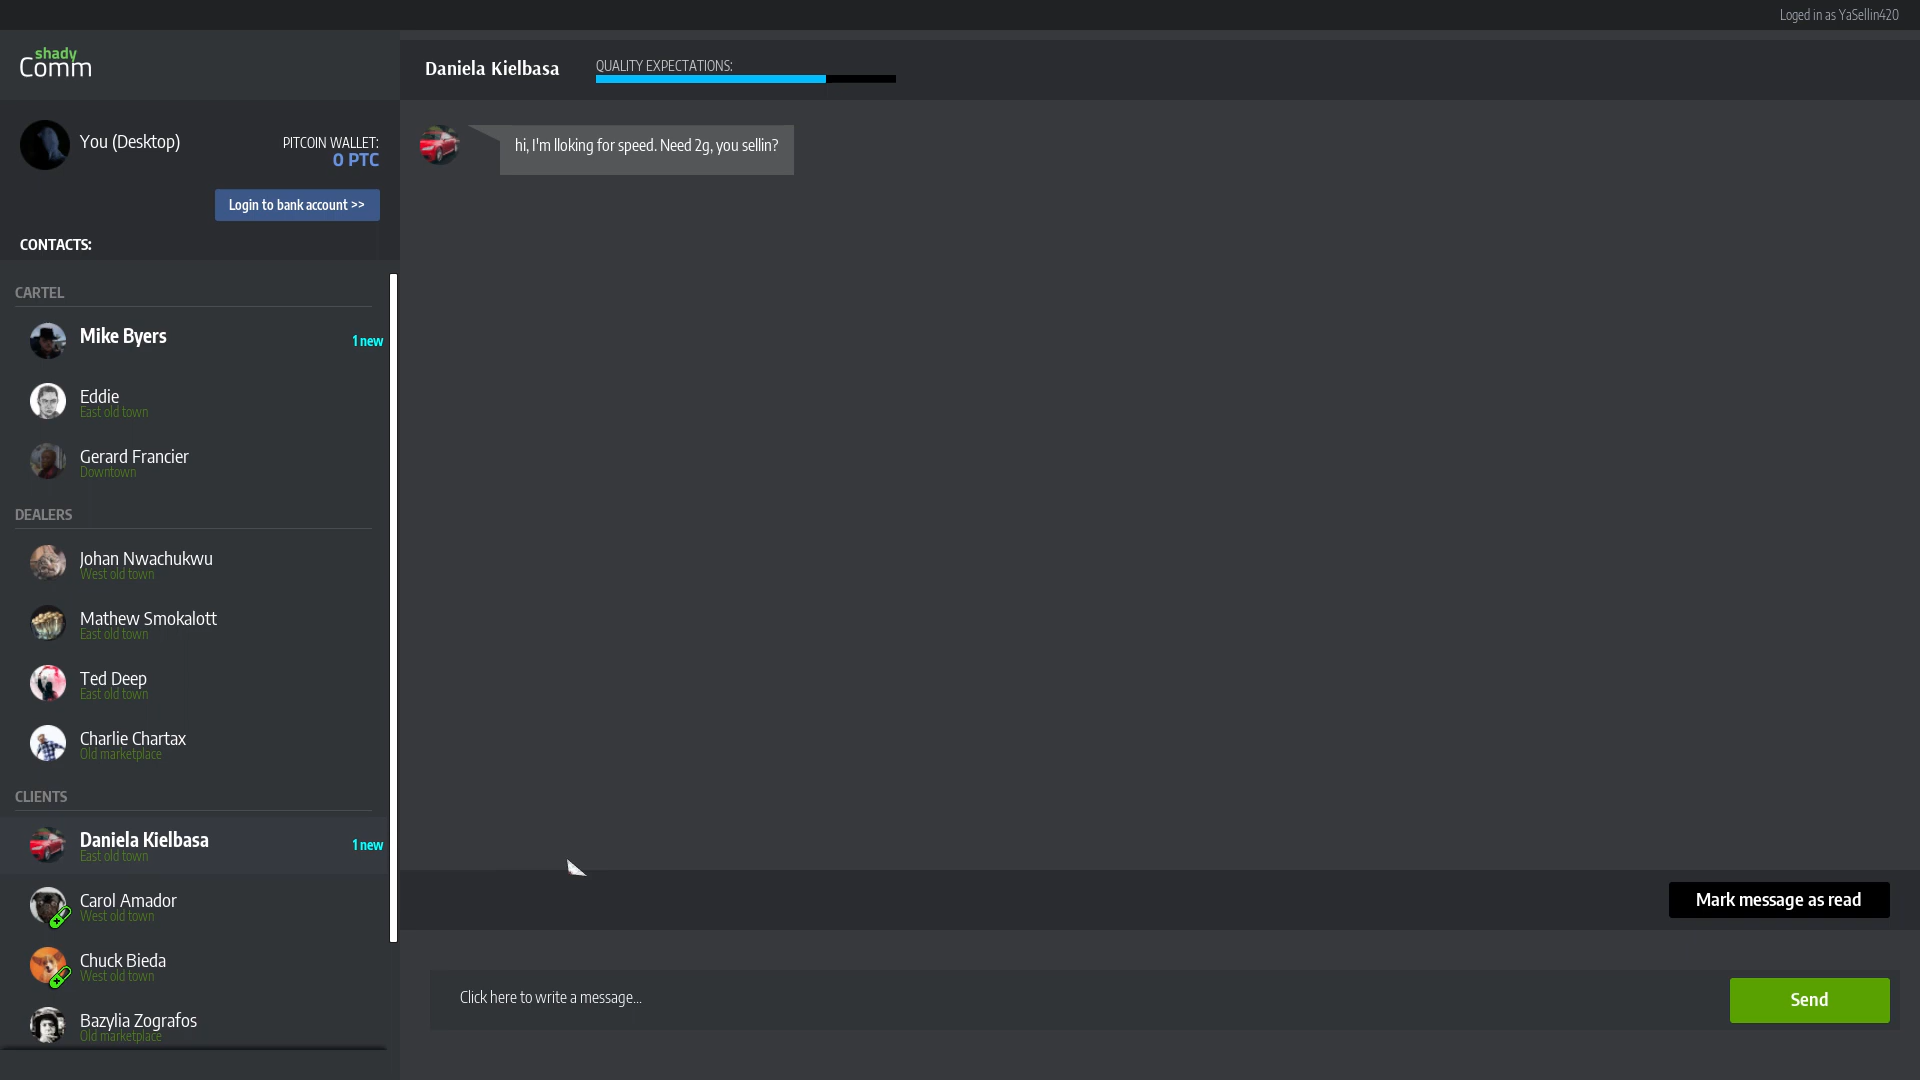 Loged in as YaSellin420
shady
Comm
You (Desktop)
PITCOIN WALLET:
0 PTC
Login to bank account >>
CONTACTS:
CARTEL
Mike Byers
1 new
Eddie
East old town
Gerard Francier
Downtown
DEALERS
Johan Nwachukwu
West old town
Mathew Smokalott
East old town
Ted Deep
East old town
Charlie Chartax
Old marketplace
CLIENTS
Daniela Kielbasa
East old town
1 new
Carol Amador
West old town
Chuck Bieda
West old town
Bazylia Zografos
Old marketplace
Daniela Kielbasa
QUALITY EXPECTATIONS:
hi, I'm lloking for speed. Need 2g, you sellin?
Mark message as read
Click here to write a message...
Send